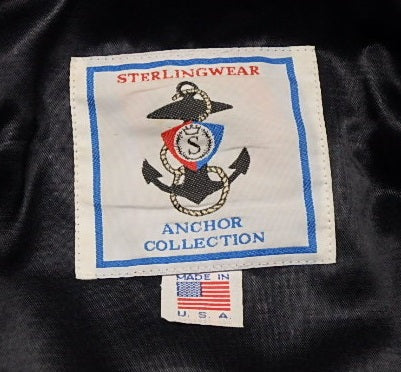 STERLINGWEAR
S
ANCHOR
COLLECTION
MADE IN
U. S. A.